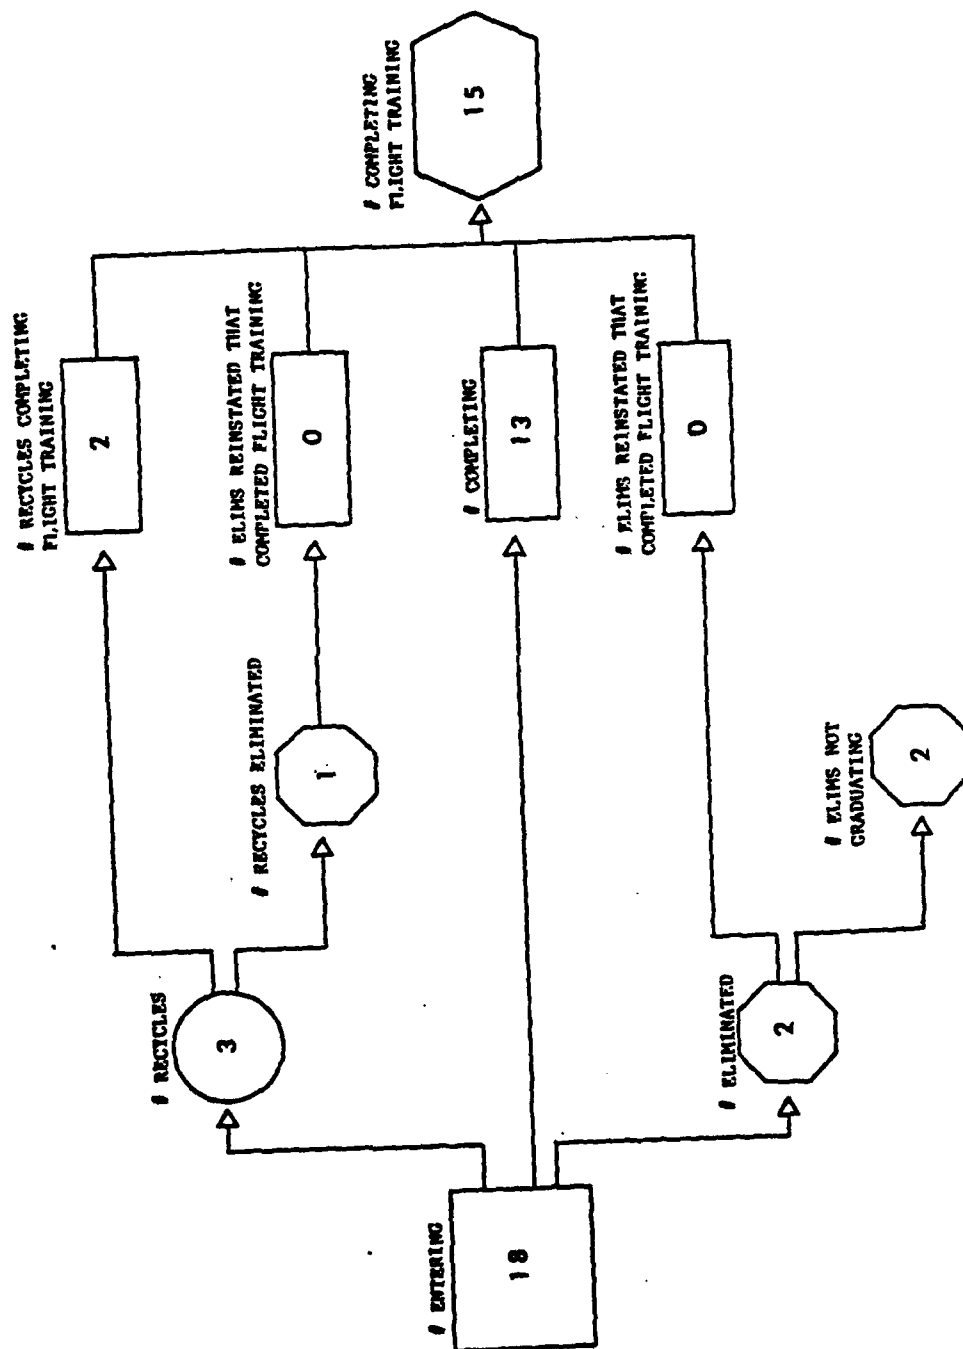 # ENTERING
18
# RECYCLES
3
# ELIMINATED
2
# RECYCLES ELIMINATED
1
# ELIMS NOT
GRADUATING
2
# RECYCLES COMPLETING
FLIGHT TRAINING
2
# ELIMS REINSTATED THAT
COMPLETED FLIGHT TRAINING
0
# COMPLETING
13
# ELIMS REINSTATED THAT
COMPLETED FLIGHT TRAINING
0
# COMPLETING
FLIGHT TRAINING
15